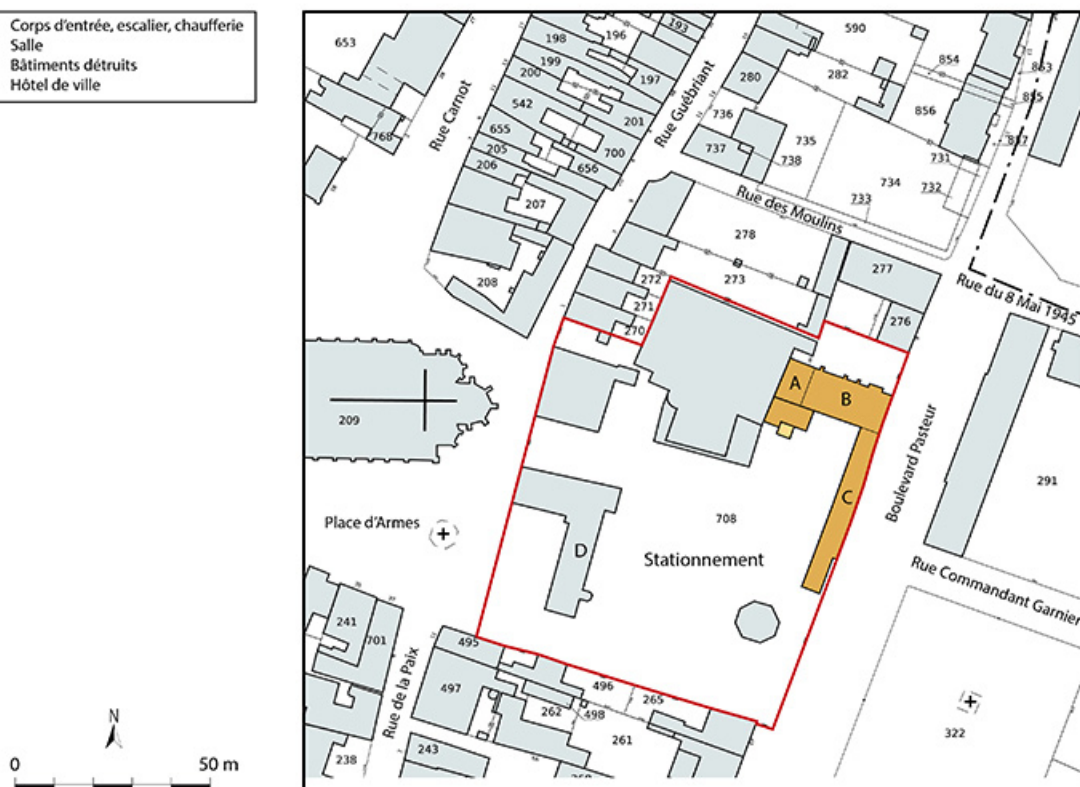 Corps d'entrée, escalier, chaufferie
Salle
Bâtiments détruits
Hôtel de ville
N
0 50 m
653
768
Rue Carnot
198
196
193
199
200
197
542
201
655
205
700
206
656
207
208
Rue Guébriant
280
736
737
738
735
590
282
854
853
855
856
857
731
732
733
734
Rue des Moulins
278
277
276
272
273
271
270
Rue du 8 Mai 1945
209
A
B
C
D
708
Stationnement
Boulevard Pasteur
291
Place d'Armes
Rue Commandant Garnier
241
701
Rue de la Paix
495
497
496
265
262
498
261
243
238
322